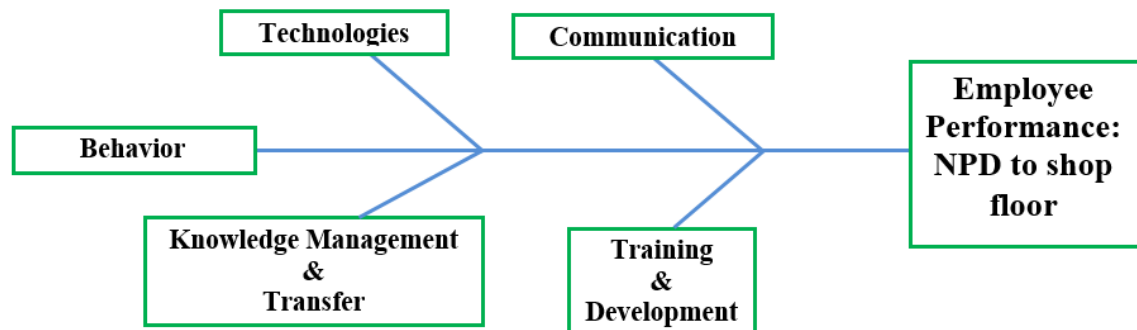 Technologies
Communication
Employee
Performance:
NPD to shop
floor
Behavior
Knowledge Management
&
Transfer
Training
&
Development